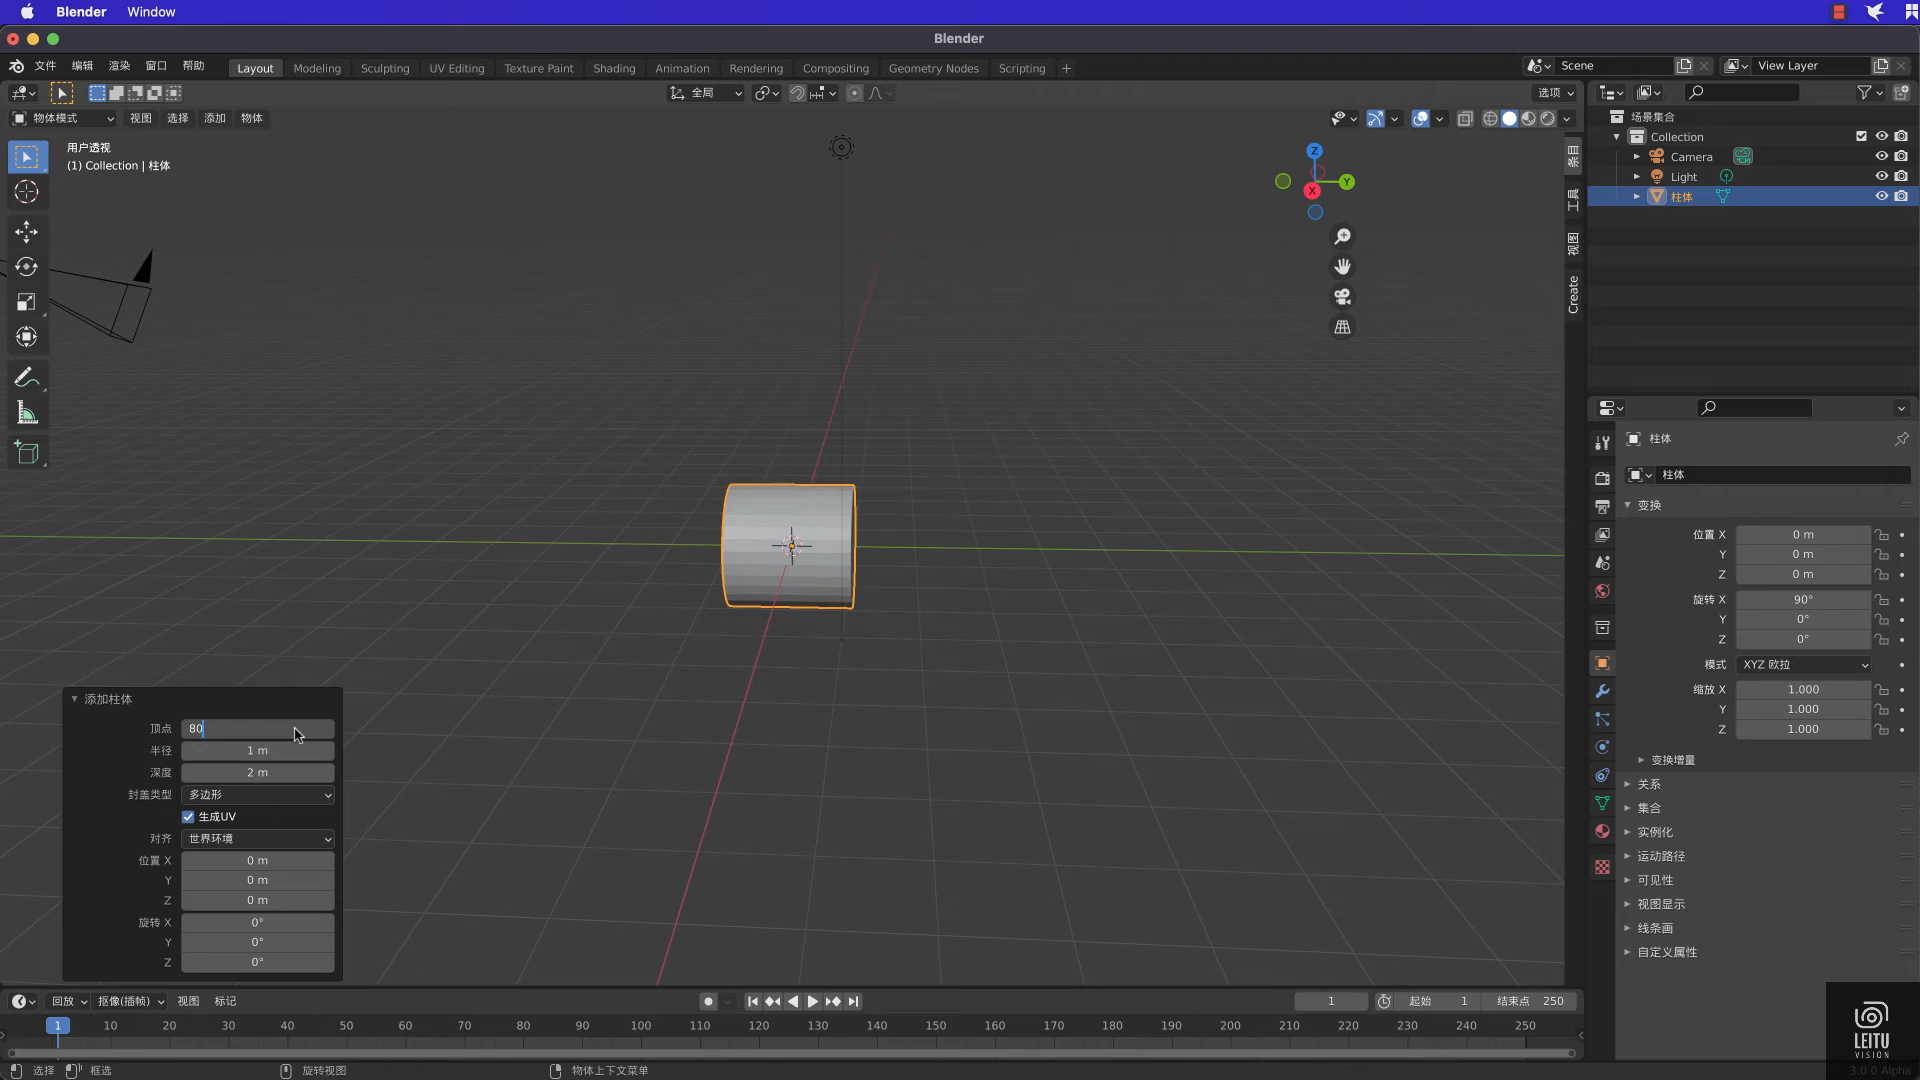 Blender Window
Blender
文件 编辑 渲染 窗口 帮助 Layout Modeling Sculpting UV Editing Texture Paint Shading Animation Rendering Compositing Geometry Nodes Scripting + Scene View Layer
全局 选项
物体模式 视图 选择 添加 物体
用户透视
(1) Collection | 柱体
Z
Y
X
条目
工具
视图
Create
场景集合
Collection
Camera
Light
柱体
柱体
柱体
变换
位置 X 0 m
Y 0 m
Z 0 m
旋转 X 90°
Y 0°
Z 0°
模式 XYZ 欧拉
缩放 X 1.000
Y 1.000
Z 1.000
变换增量
关系
集合
实例化
运动路径
可见性
视图显示
线条画
自定义属性
添加柱体
顶点 80
半径 1 m
深度 2 m
封盖类型 多边形
生成UV
对齐 世界环境
位置 X 0 m
Y 0 m
Z 0 m
旋转 X 0°
Y 0°
Z 0°
回放 抠像(插帧) 视图 标记 1 起始 1 结束点 250
1 10 20 30 40 50 60 70 80 90 100 110 120 130 140 150 160 170 180 190 200 210 220 230 240 250
选择 框选 旋转视图 物体上下文菜单
LEITU
VISION
3.0.0 Alpha